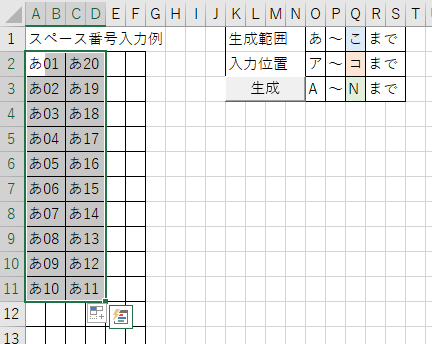 A B C D E F G H I J K L M N O P Q R S
1 スペース番号入力例 生成範囲 あ ～ こ まで
2 あ01 あ20 入力位置 ア ～ コ まで
3 あ02 あ19 生成 A ～ N まで
4 あ03 あ18
5 あ04 あ17
6 あ05 あ16
7 あ06 あ15
8 あ07 あ14
9 あ08 あ13
10 あ09 あ12
11 あ10 あ11
12
13